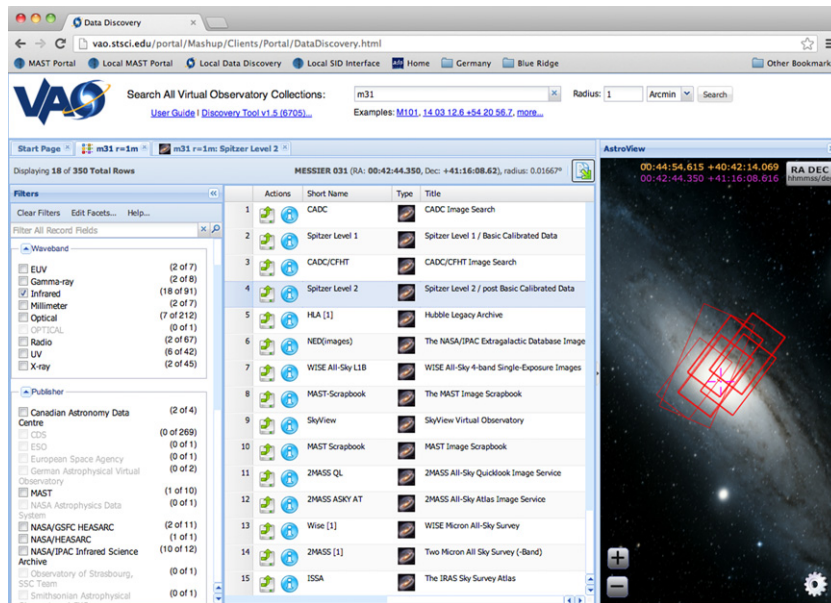 Data Discovery
vao.stsci.edu/portal/Mashup/Clients/Portal/DataDiscovery.html
MAST Portal Local MAST Portal Local Data Discovery Local SID Interface Home Germany Blue Ridge Other Bookmark
VAO
Search All Virtual Observatory Collections: m31 Radius: 1 Arcmin Search
User Guide | Discovery Tool v1.5 (6705)... Examples: M101, 14 03 12.6 +54 20 56.7, more...
Start Page m31 r=1m m31 r=1m: Spitzer Level 2 AstroView
Displaying 18 of 350 Total Rows MESSIER 031 (RA: 00:42:44.350, Dec: +41:16:08.62), radius: 0.01667°
00:44:54.615 +40:42:14.069
00:42:44.350 +41:16:08.616
RA DEC
hhmmss/de
Filters
Clear Filters Edit Facets... Help...
Filter All Record Fields
Waveband
EUV (2 of 7)
Gamma-ray (2 of 8)
Infrared (18 of 91)
Millimeter (2 of 7)
Optical (7 of 212)
OPTICAL (0 of 1)
Radio (2 of 67)
UV (6 of 42)
X-ray (2 of 45)
Publisher
Canadian Astronomy Data (2 of 4)
Centre
CDS (0 of 269)
ESO (0 of 1)
European Space Agency (0 of 1)
German Astrophysical Virtual (0 of 2)
Observatory
MAST (1 of 10)
NASA Astrophysics Data (0 of 1)
System
NASA/GSFC HEASARC (2 of 11)
NASA/HEASARC (1 of 1)
NASA/IPAC Infrared Science (10 of 12)
Archive
Observatory of Strasbourg, (0 of 1)
SSC Team
Smithsonian Astrophysical (0 of 1)
Actions Short Name Type Title
1 CADC CADC Image Search
2 Spitzer Level 1 Spitzer Level 1 / Basic Calibrated Data
3 CADC/CFHT CADC/CFHT Image Search
4 Spitzer Level 2 Spitzer Level 2 / post Basic Calibrated Data
5 HLA [1] Hubble Legacy Archive
6 NED(images) The NASA/IPAC Extragalactic Database Image
7 WISE All-Sky L1B WISE All-Sky 4-band Single-Exposure Images
8 MAST-Scrapbook The MAST Image Scrapbook
9 SkyView SkyView Virtual Observatory
10 MAST Scrapbook MAST Image Scrapbook
11 2MASS QL 2MASS All-Sky Quicklook Image Service
12 2MASS ASKY AT 2MASS All-Sky Atlas Image Service
13 Wise [1] WISE Micron All-Sky Survey
14 2MASS [1] Two Micron All Sky Survey (-Band)
15 ISSA The IRAS Sky Survey Atlas